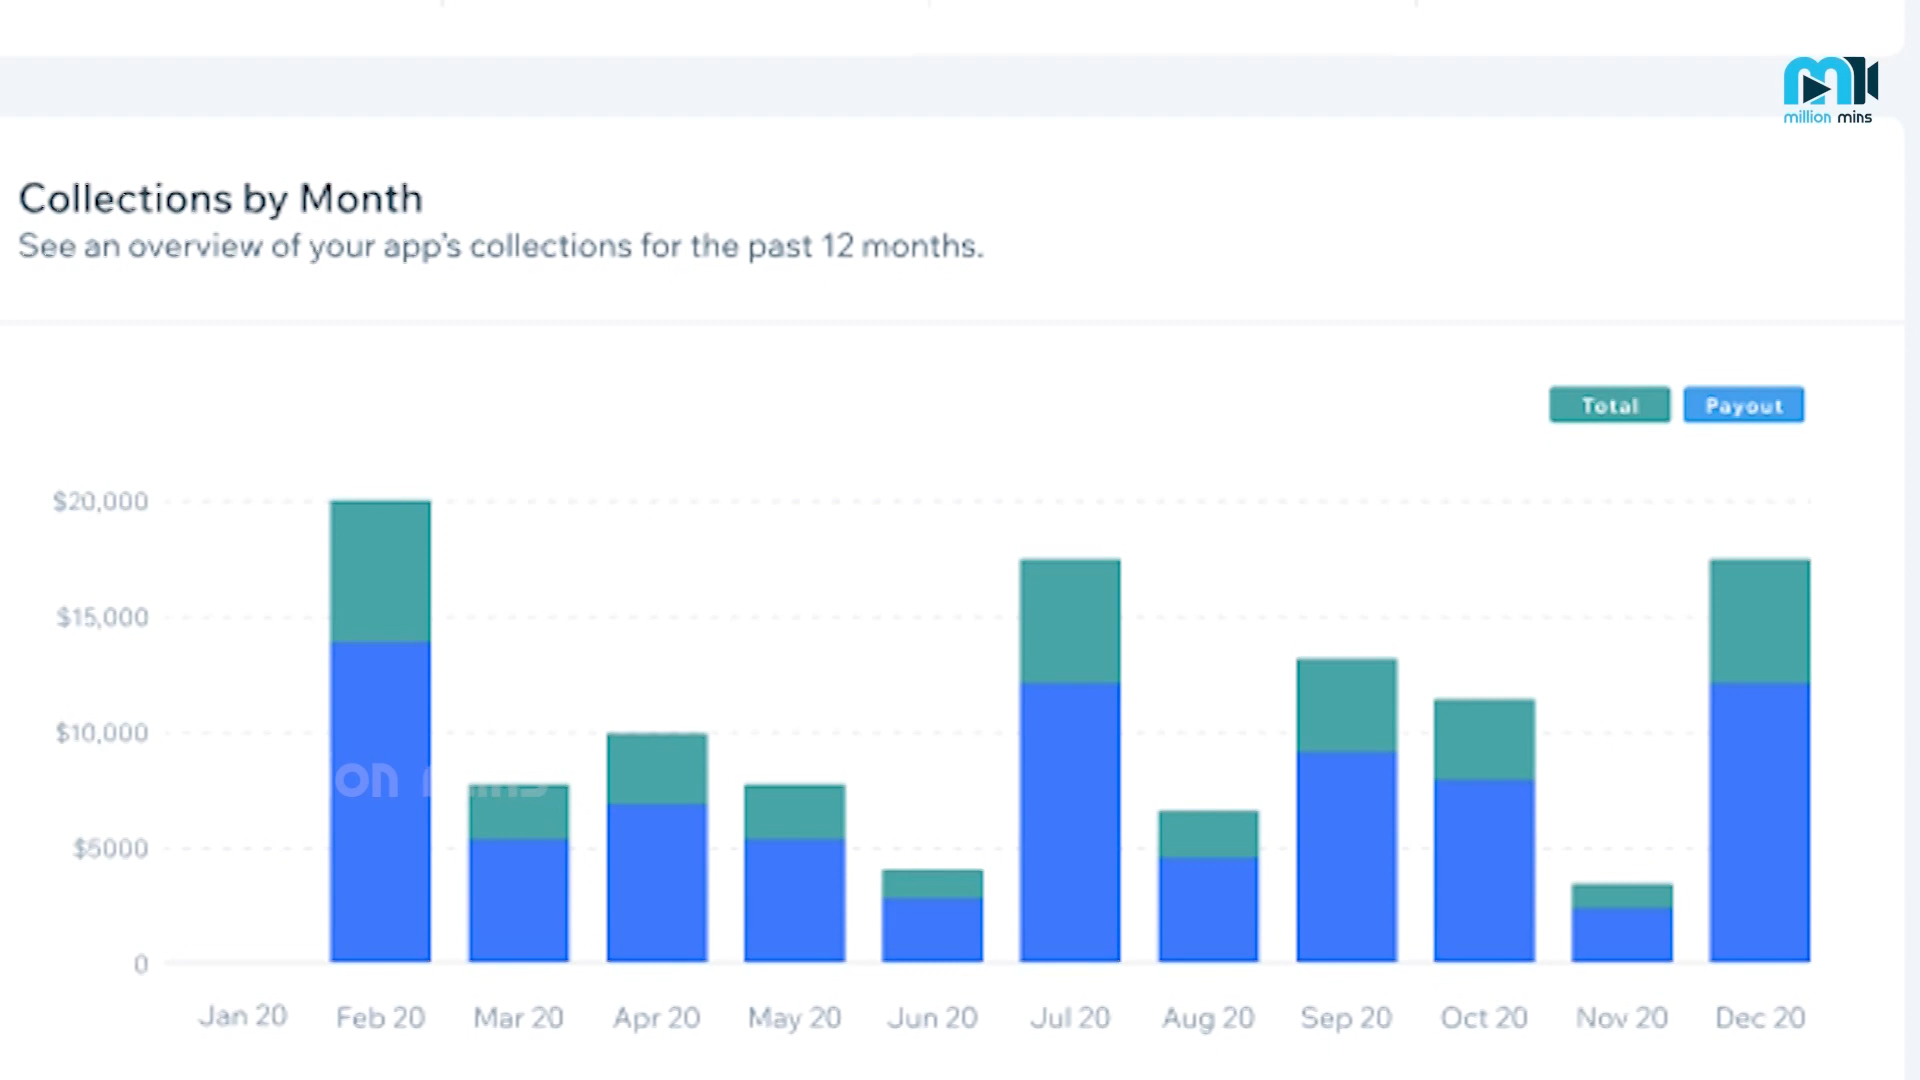 million mins
Collections by Month
See an overview of your app's collections for the past 12 months.
Total Payout
$20,000
$15,000
$10,000
$5000
0
Jan 20 Feb 20 Mar 20 Apr 20 May 20 Jun 20 Jul 20 Aug 20 Sep 20 Oct 20 Nov 20 Dec 20